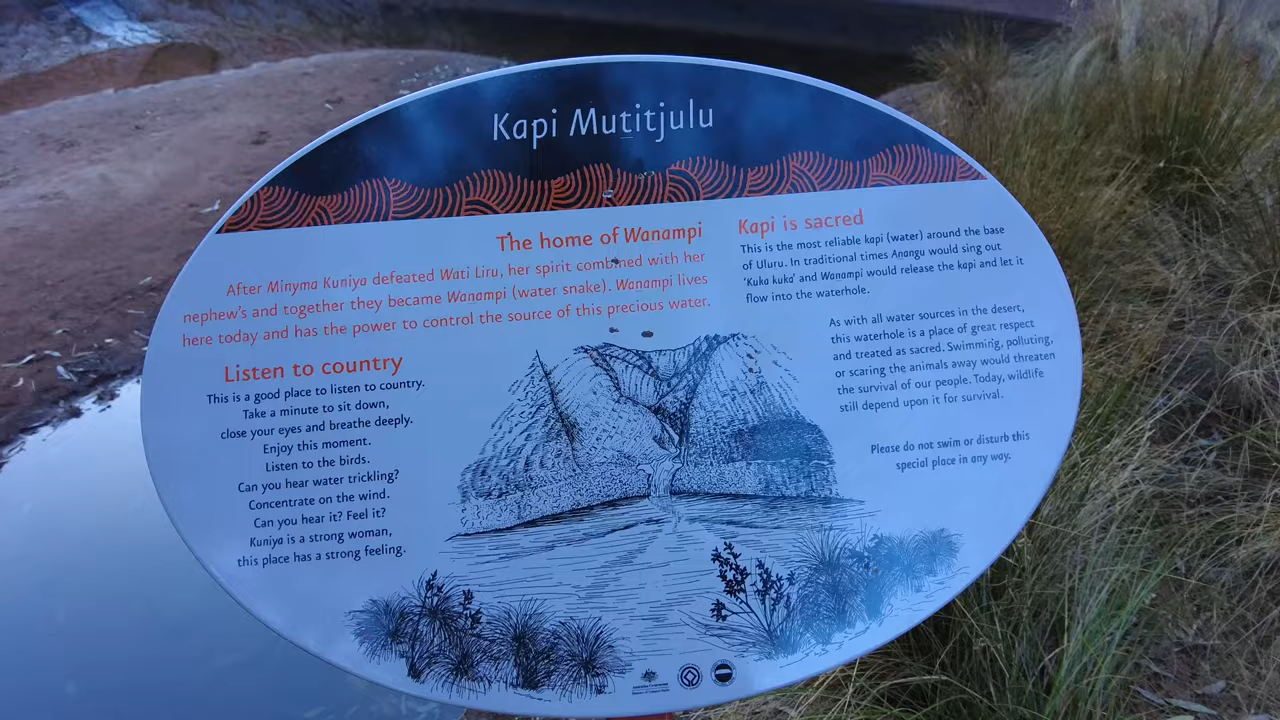 Kapi Mutitjulu
The home of Wanampi
After Minyma Kuniya defeated Wati Liru, her spirit combined with her
nephew's and together they became Wanampi (water snake). Wanampi lives
here today and has the power to control the source of this precious water.
Listen to country
This is a good place to listen to country.
Take a minute to sit down,
close your eyes and breathe deeply.
Enjoy this moment.
Listen to the birds.
Can you hear water trickling?
Concentrate on the wind.
Can you hear it? Feel it?
Kuniya is a strong woman,
this place has a strong feeling.
Kapi is sacred
This is the most reliable kapi (water) around the base
of Uluru. In traditional times Anangu would sing out
'Kuka kuka' and Wanampi would release the kapi and let it
flow into the waterhole.
As with all water sources in the desert,
this waterhole is a place of great respect
and treated as sacred. Swimming, polluting,
or scaring the animals away would threaten
the survival of our people. Today, wildlife
still depend upon it for survival.
Please do not swim or disturb this
special place in any way.